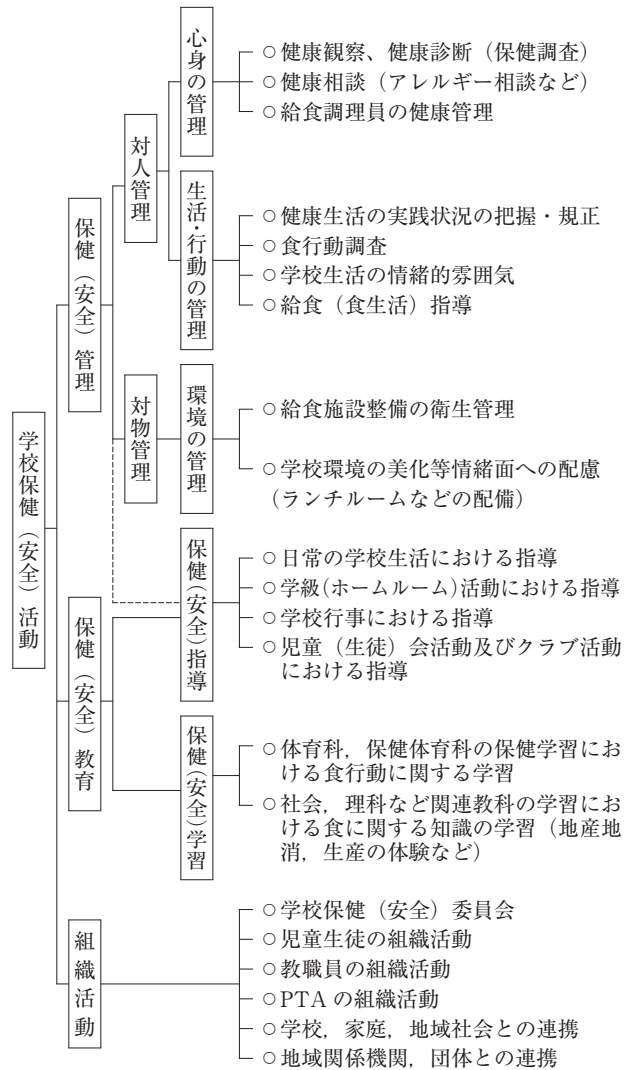 学校保健（安全）活動
保健（安全）管理
対人管理
心身の管理
○健康観察、健康診断（保健調査）
○健康相談（アレルギー相談など）
○給食調理員の健康管理
生活・行動の管理
○健康生活の実践状況の把握・規正
○食行動調査
○学校生活の情緒的雰囲気
○給食（食生活）指導
対物管理
環境の管理
○給食施設整備の衛生管理
○学校環境の美化等情緒面への配慮
（ランチルームなどの配備）
保健（安全）教育
保健（安全）指導
○日常の学校生活における指導
○学級（ホームルーム）活動における指導
○学校行事における指導
○児童（生徒）会活動及びクラブ活動
における指導
保健（安全）学習
○体育科，保健体育科の保健学習にお
ける食行動に関する学習
○社会，理科など関連教科の学習にお
ける食に関する知識の学習（地産地
消，生産の体験など）
組織活動
○学校保健（安全）委員会
○児童生徒の組織活動
○教職員の組織活動
○PTA の組織活動
○学校，家庭，地域社会との連携
○地域関係機関，団体との連携